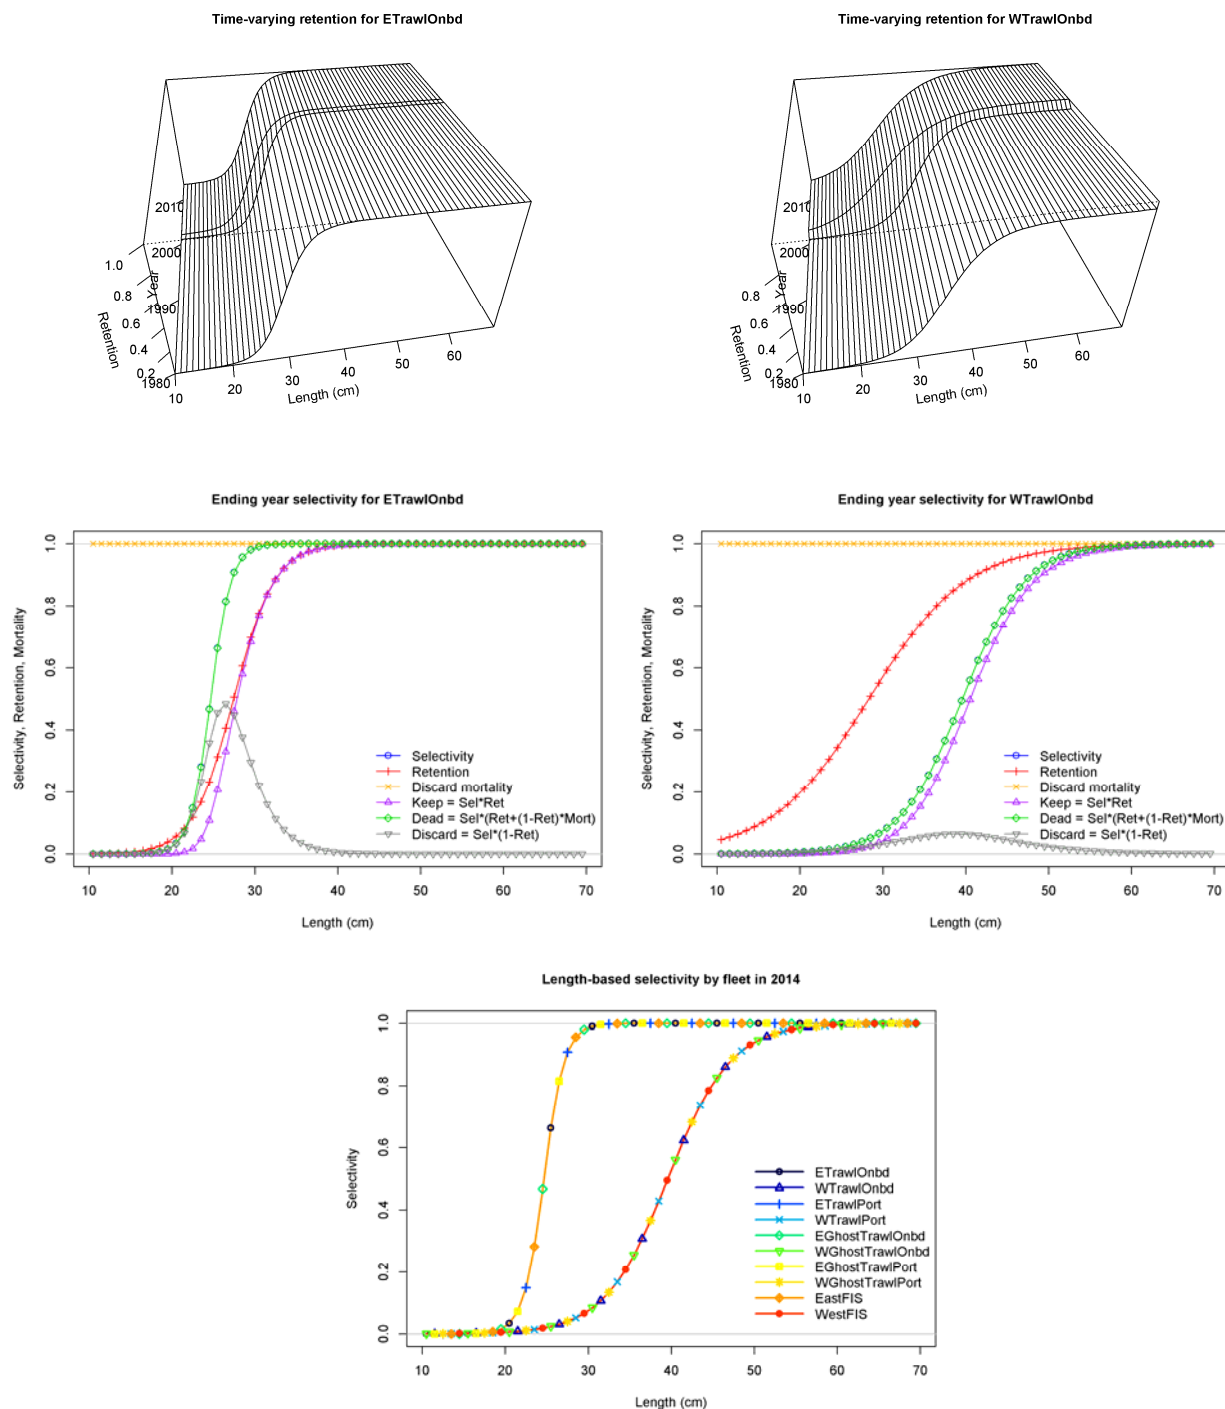 Time-varying retention for ETrawlOnbd
2010
2000
1990
1980
Year
1.0
0.8
0.6
0.4
0.2
Retention
10
20
30
40
50
60
Length (cm)
Time-varying retention for WTrawlOnbd
2010
2000
1990
1980
Year
0.8
0.6
0.4
0.2
Retention
10
20
30
40
50
60
Length (cm)
Ending year selectivity for ETrawlOnbd
Selectivity, Retention, Mortality
1.0
0.8
0.6
0.4
0.2
0.0
Selectivity
Retention
Discard mortality
Keep = Sel*Ret
Dead = Sel*(Ret+(1-Ret)*Mort)
Discard = Sel*(1-Ret)
10 20 30 40 50 60 70
Length (cm)
Ending year selectivity for WTrawlOnbd
Selectivity, Retention, Mortality
1.0
0.8
0.6
0.4
0.2
0.0
Selectivity
Retention
Discard mortality
Keep = Sel*Ret
Dead = Sel*(Ret+(1-Ret)*Mort)
Discard = Sel*(1-Ret)
10 20 30 40 50 60 70
Length (cm)
Length-based selectivity by fleet in 2014
Selectivity
1.0
0.8
0.6
0.4
0.2
0.0
ETrawlOnbd
WTrawlOnbd
ETrawlPort
WTrawlPort
EGhostTrawlOnbd
WGhostTrawlOnbd
EGhostTrawlPort
WGhostTrawlPort
EastFIS
WestFIS
10 20 30 40 50 60 70
Length (cm)